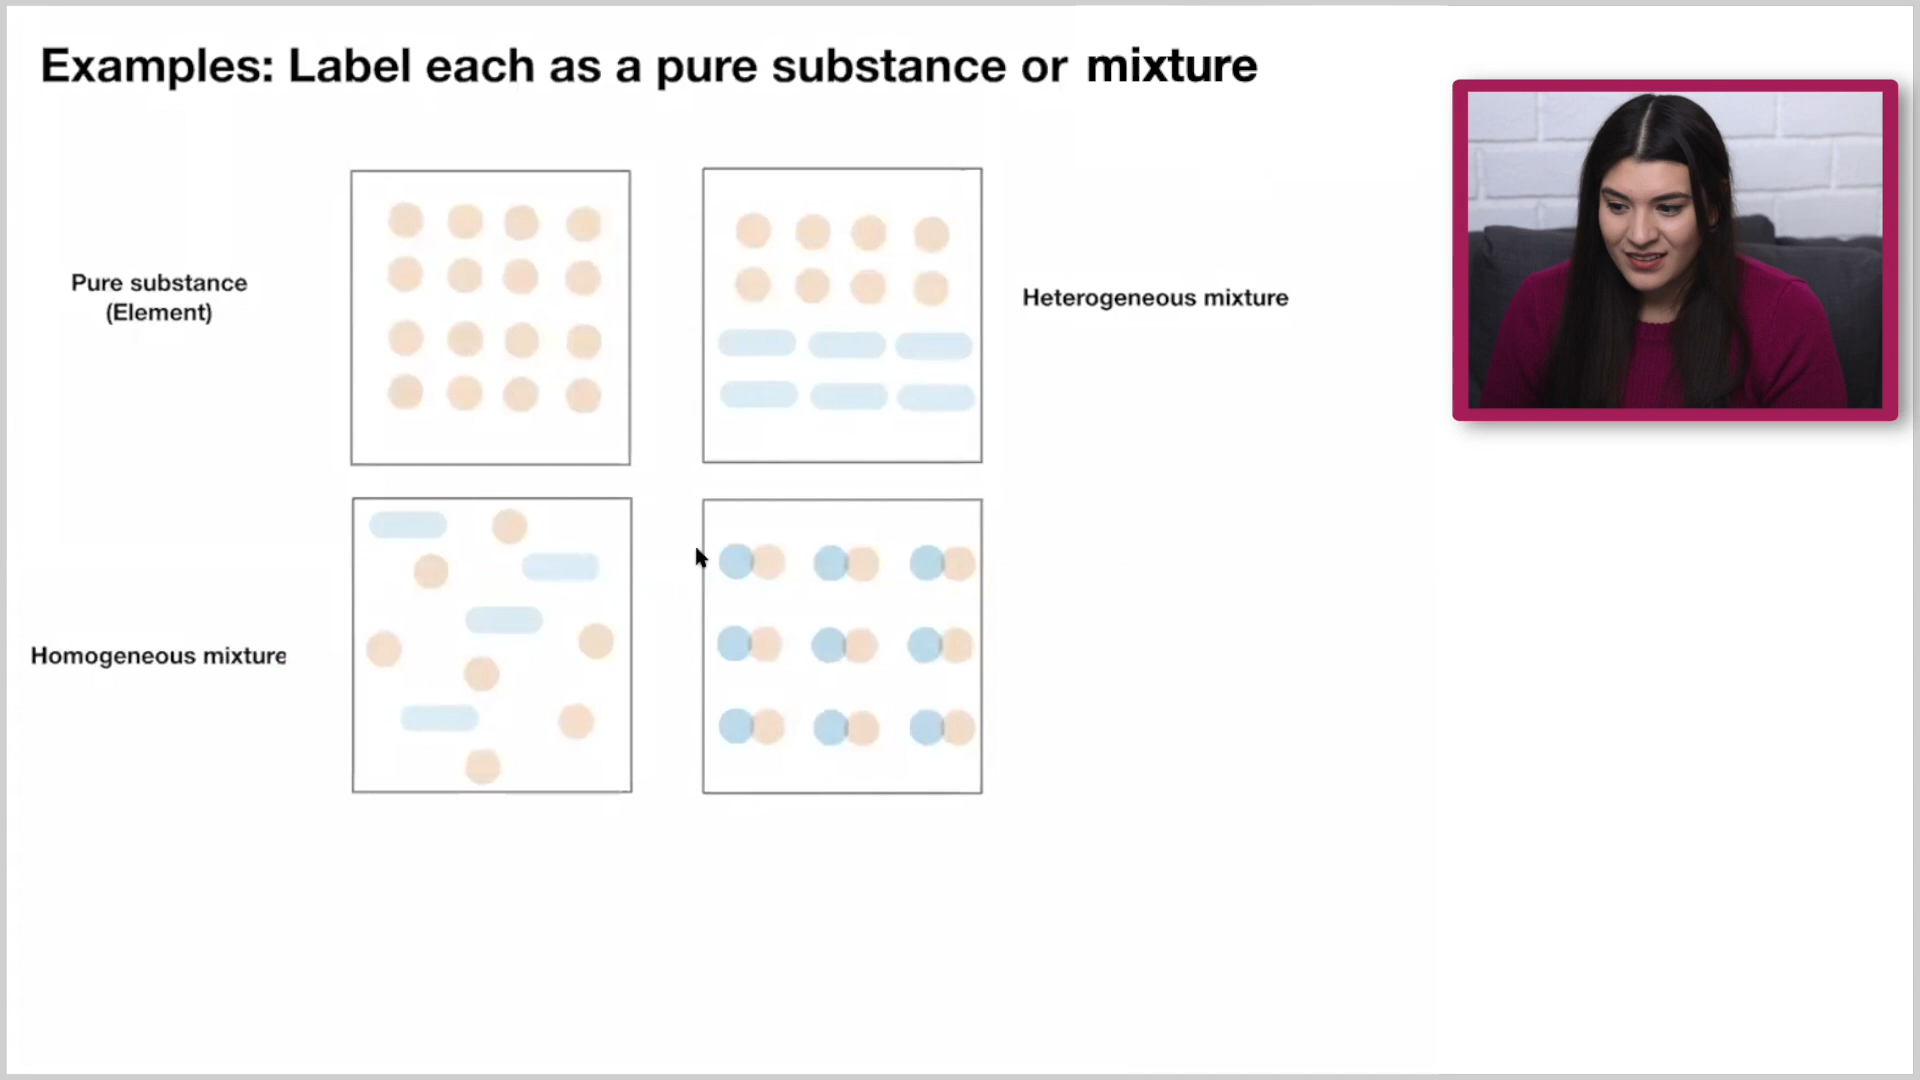 Examples: Label each as a pure substance or mixture
Pure substance
(Element)
Heterogeneous mixture
Homogeneous mixture